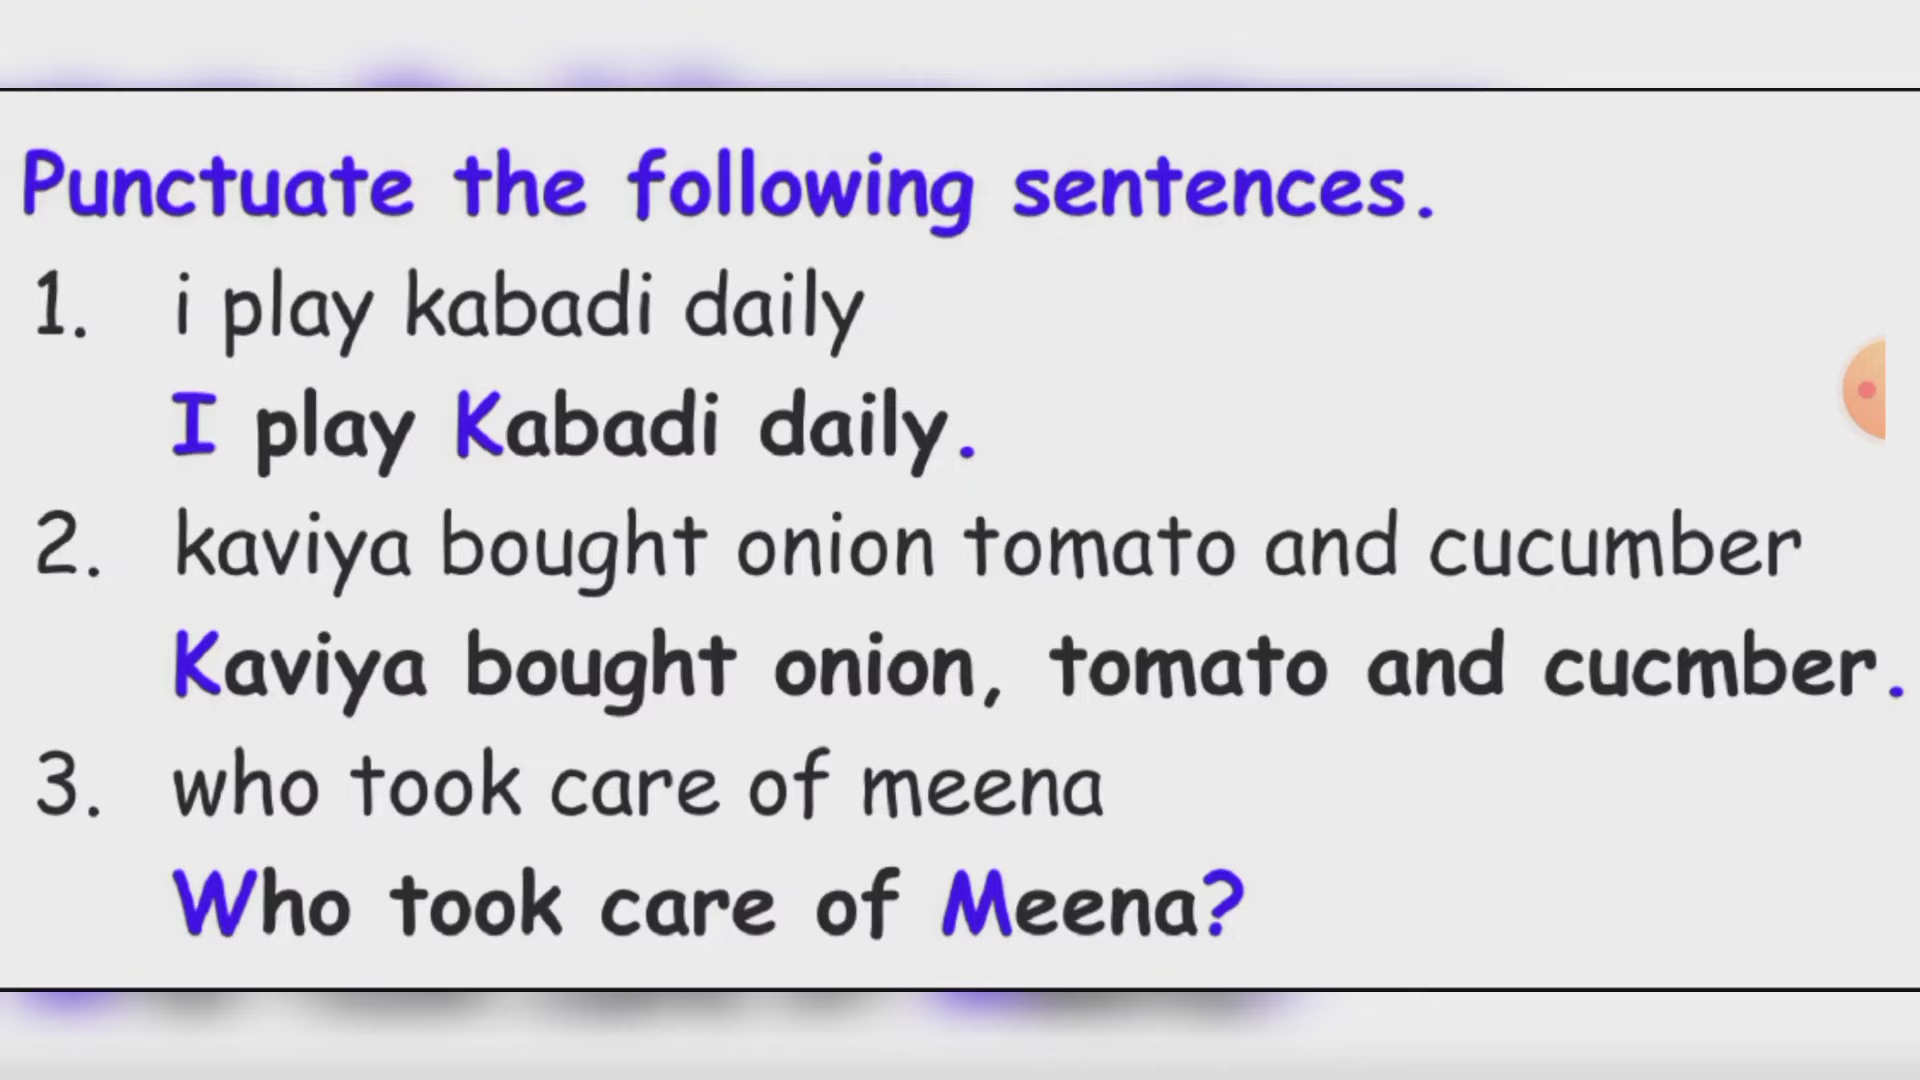 Punctuate the following sentences.
1. i play kabadi daily
I play Kabadi daily.
2. kaviya bought onion tomato and cucumber
Kaviya bought onion, tomato and cucmber.
3. who took care of meena
Who took care of Meena?